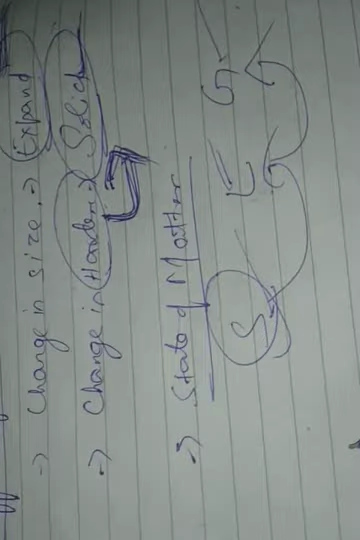 -> Change in size, -> Expand
-> Change in Harden -> Solid
-> State of Matter
S L G